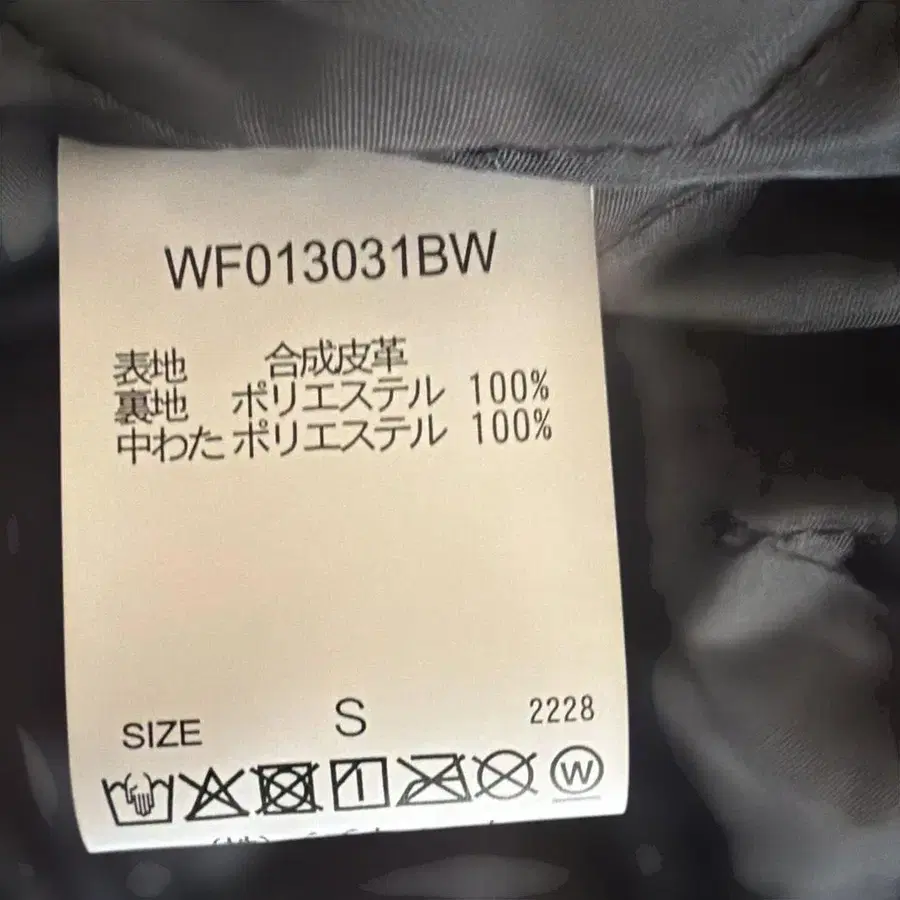 WF013031BW
表地 合成皮革
裏地 ポリエステル 100%
中わた ポリエステル 100%
SIZE S 2228
W